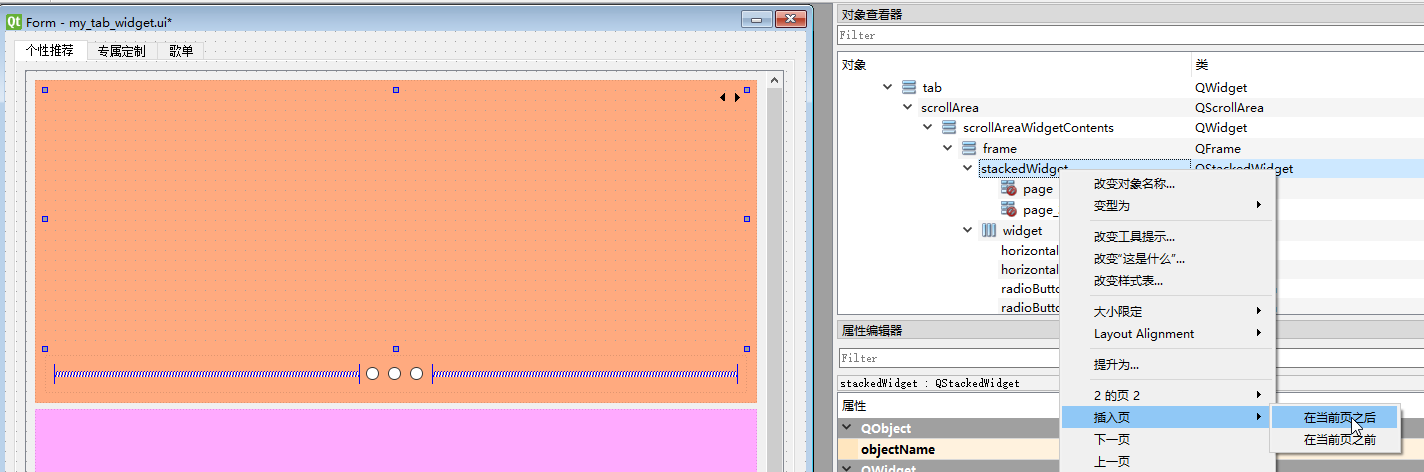 Form - my_tab_widget.ui*
个性推荐 专属定制 歌单
对象查看器
Filter
对象 类
tab QWidget
scrollArea QScrollArea
scrollAreaWidgetContents QWidget
frame QFrame
stackedWidget QStackedWidget
page
page_
widget
horizontal
horizontal
radioButto
radioButto
属性编辑器
Filter
stackedWidget : QStackedWidget
属性
QObject
objectName
QWidget
改变对象名称...
变型为
改变工具提示...
改变“这是什么”...
改变样式表...
大小限定
Layout Alignment
提升为...
2 的页 2
插入页
下一页
上一页
在当前页之后
在当前页之前